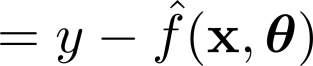 = y − f̂(𝐱, 𝜽)